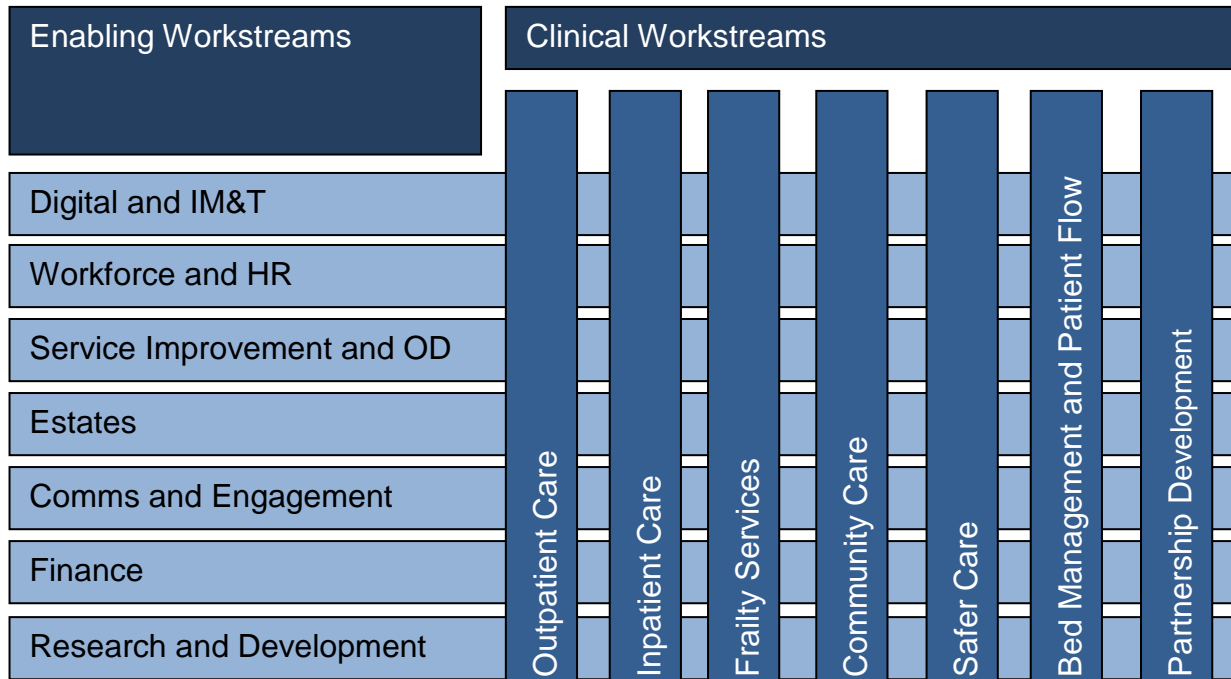 Enabling Workstreams
Clinical Workstreams
Digital and IM&T
Workforce and HR
Service Improvement and OD
Estates
Comms and Engagement
Finance
Research and Development
Outpatient Care
Inpatient Care
Frailty Services
Community Care
Safer Care
Bed Management and Patient Flow
Partnership Development